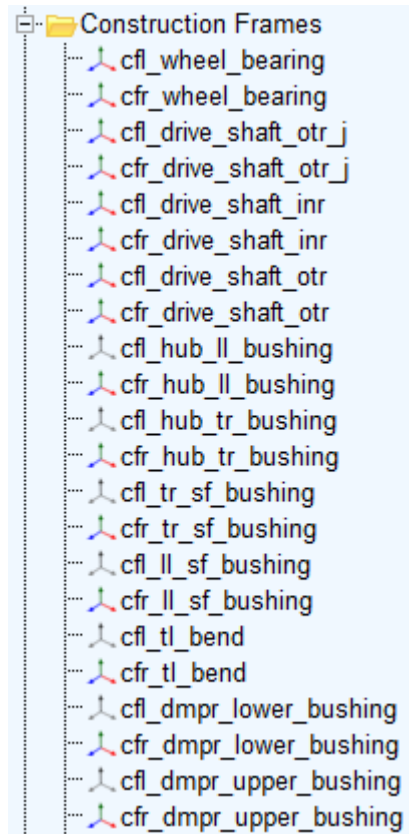 Construction Frames
cfl_wheel_bearing
cfr_wheel_bearing
cfl_drive_shaft_otr_j
cfr_drive_shaft_otr_j
cfl_drive_shaft_inr
cfr_drive_shaft_inr
cfl_drive_shaft_otr
cfr_drive_shaft_otr
cfl_hub_ll_bushing
cfr_hub_ll_bushing
cfl_hub_tr_bushing
cfr_hub_tr_bushing
cfl_tr_sf_bushing
cfr_tr_sf_bushing
cfl_ll_sf_bushing
cfr_ll_sf_bushing
cfl_tl_bend
cfr_tl_bend
cfl_dmpr_lower_bushing
cfr_dmpr_lower_bushing
cfl_dmpr_upper_bushing
cfr_dmpr_upper_bushing